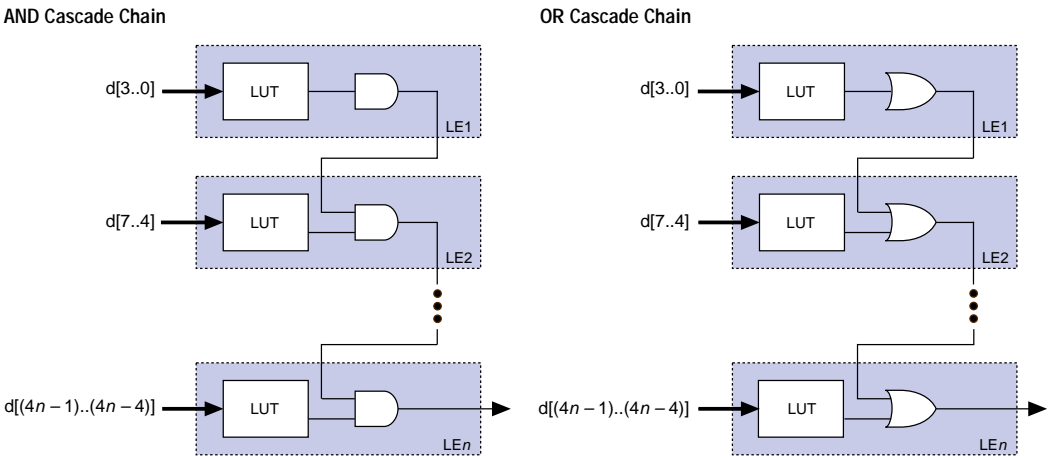 AND Cascade Chain
d[3..0]
LUT
LE1
d[7..4]
LUT
LE2
d[(4n – 1)..(4n – 4)]
LUT
LEn
OR Cascade Chain
d[3..0]
LUT
LE1
d[7..4]
LUT
LE2
d[(4n – 1)..(4n – 4)]
LUT
LEn